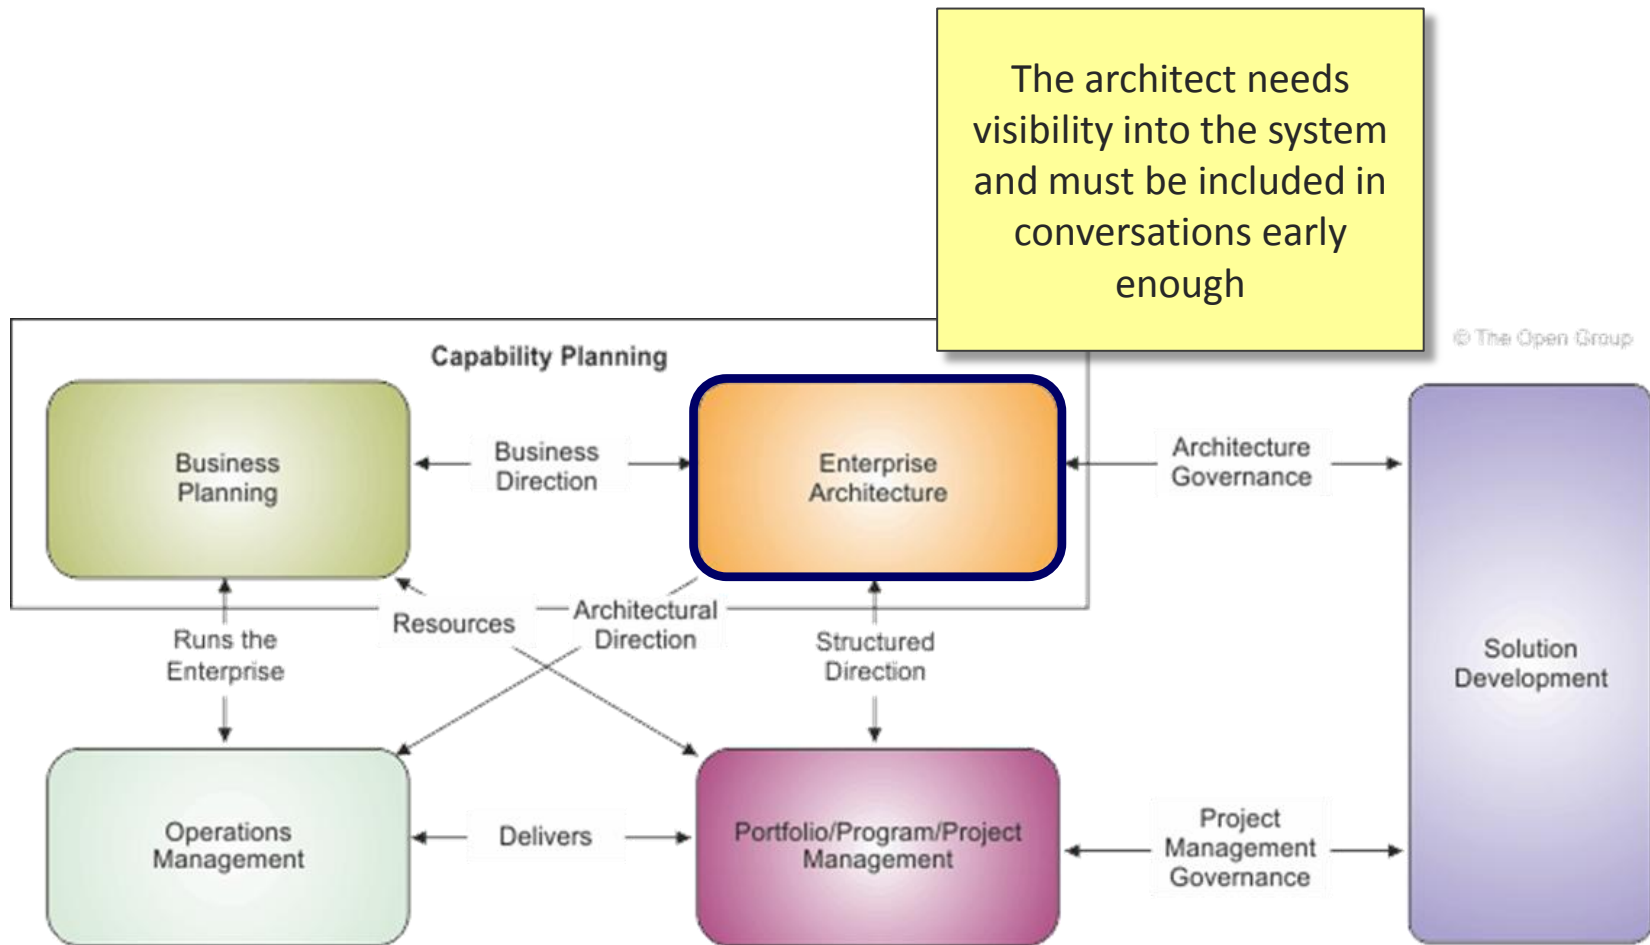 The architect needs
visibility into the system
and must be included in
conversations early
enough
© The Open Group
Capability Planning
Business
Planning
Business
Direction
Enterprise
Architecture
Architecture
Governance
Resources
Architectural
Direction
Runs the
Enterprise
Structured
Direction
Solution
Development
Operations
Management
Delivers
Portfolio/Program/Project
Management
Project
Management
Governance